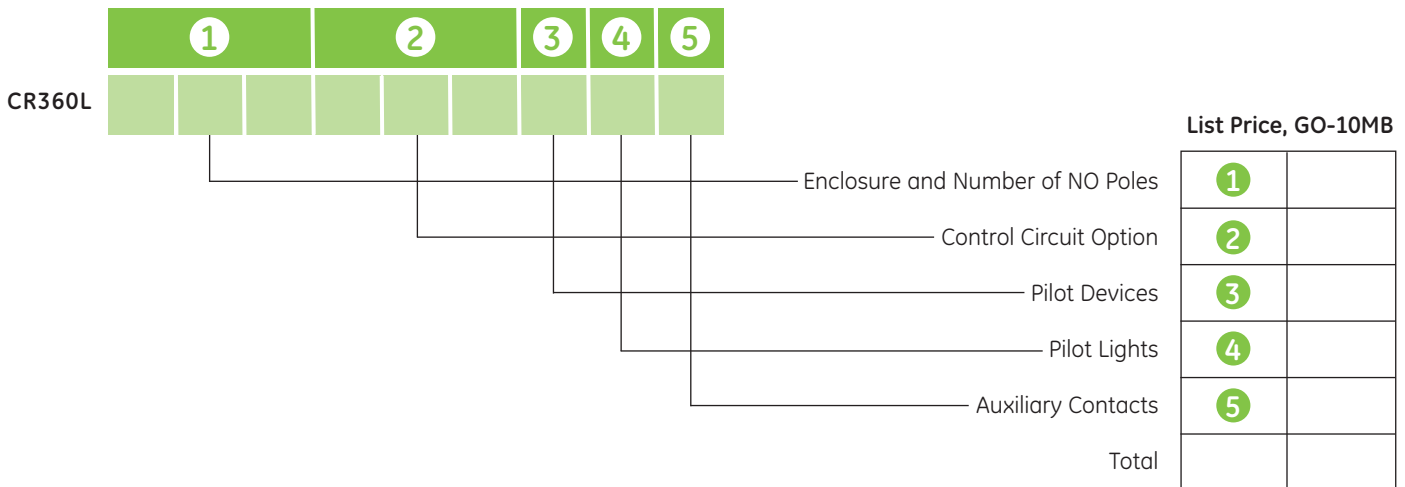 1 2 3 4 5
CR360L
List Price, GO-10MB
Enclosure and Number of NO Poles 1
Control Circuit Option 2
Pilot Devices 3
Pilot Lights 4
Auxiliary Contacts 5
Total